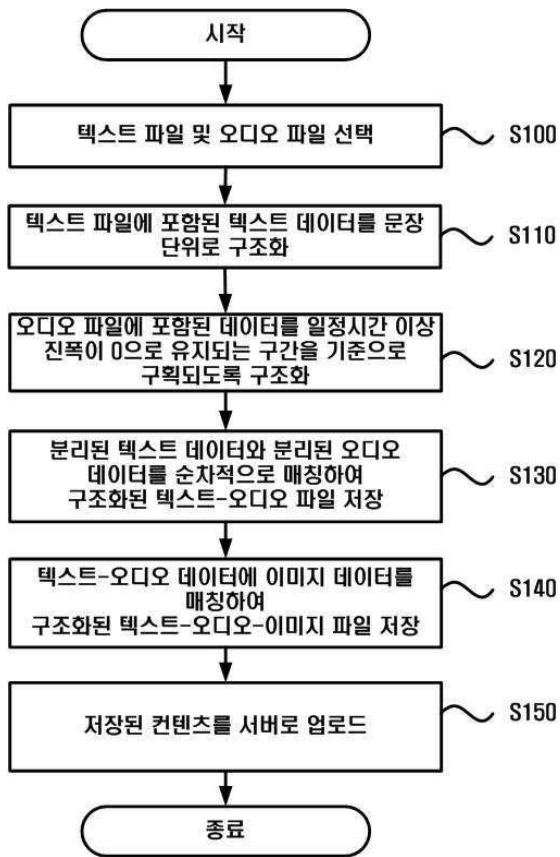 시작
텍스트 파일 및 오디오 파일 선택
S100
텍스트 파일에 포함된 텍스트 데이터를 문장
단위로 구조화
S110
오디오 파일에 포함된 데이터를 일정시간 이상
진폭이 0으로 유지되는 구간을 기준으로
구획되도록 구조화
S120
분리된 텍스트 데이터와 분리된 오디오
데이터를 순차적으로 매칭하여
구조화된 텍스트-오디오 파일 저장
S130
텍스트-오디오 데이터에 이미지 데이터를
매칭하여
구조화된 텍스트-오디오-이미지 파일 저장
S140
저장된 컨텐츠를 서버로 업로드
S150
종료